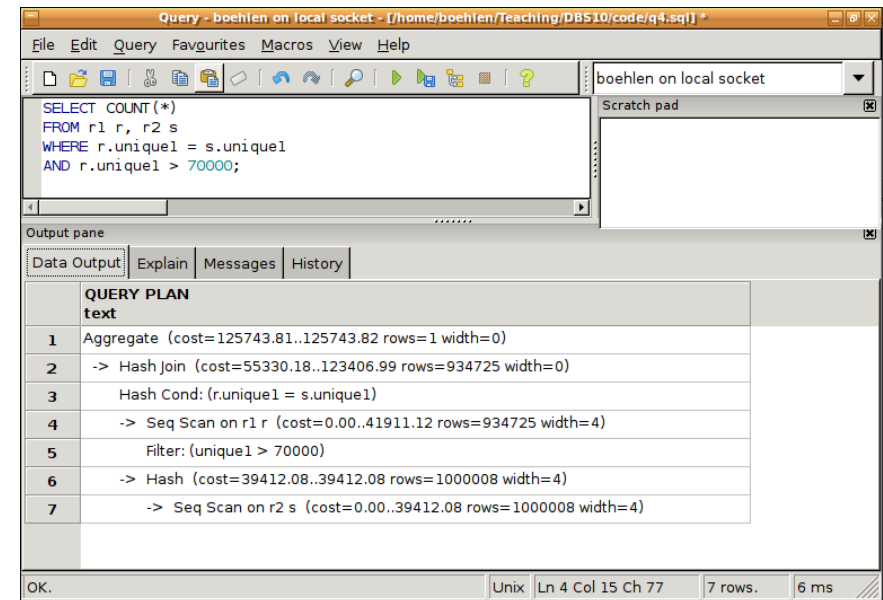 Query - boehlen on local socket - [/home/boehlen/Teaching/DBS10/code/q4.sql] *
File Edit Query Favourites Macros View Help
boehlen on local socket
SELECT COUNT(*)
FROM r1 r, r2 s
WHERE r.unique1 = s.unique1
AND r.unique1 > 70000;
Scratch pad
Output pane
Data Output Explain Messages History
QUERY PLAN
text
1 Aggregate (cost=125743.81..125743.82 rows=1 width=0)
2 -> Hash Join (cost=55330.18..123406.99 rows=934725 width=0)
3 Hash Cond: (r.unique1 = s.unique1)
4 -> Seq Scan on r1 r (cost=0.00..41911.12 rows=934725 width=4)
5 Filter: (unique1 > 70000)
6 -> Hash (cost=39412.08..39412.08 rows=1000008 width=4)
7 -> Seq Scan on r2 s (cost=0.00..39412.08 rows=1000008 width=4)
OK. Unix Ln 4 Col 15 Ch 77 7 rows. 6 ms